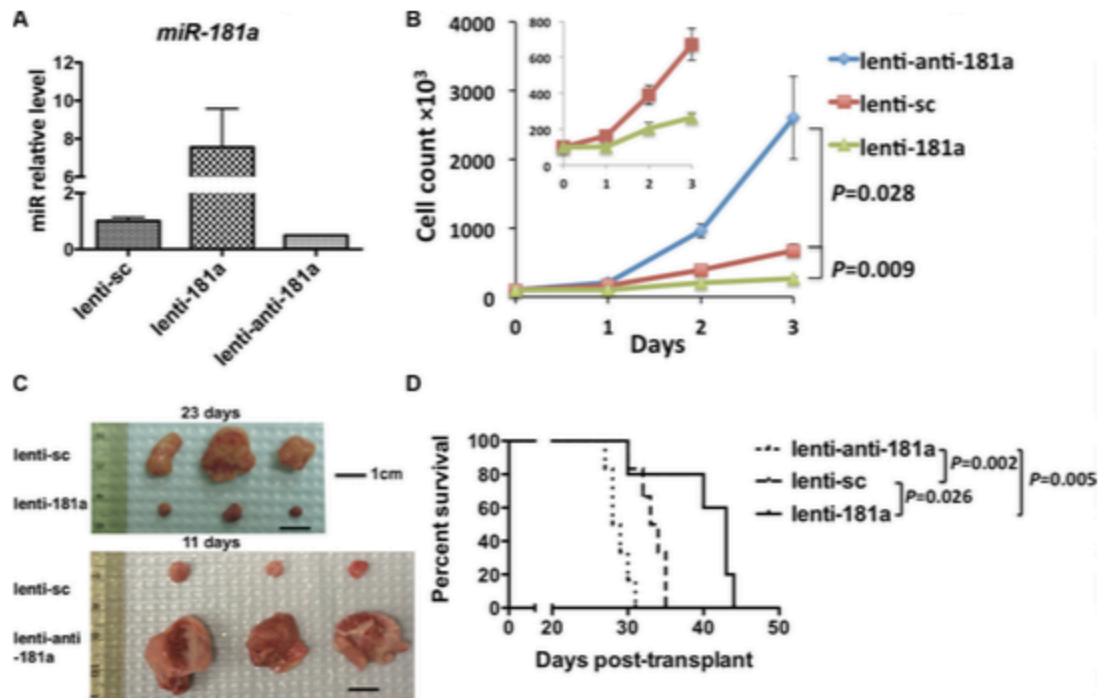 A
miR-181a
miR relative level
12
10
8
6
2
0
lenti-sc
lenti-181a
lenti-anti-181a
B
Cell count ×10³
4000
3000
2000
1000
0
0 1 2 3
Days
800
600
400
200
0
0 1 2 3
lenti-anti-181a
lenti-sc
lenti-181a
P=0.028
P=0.009
C
23 days
lenti-sc
lenti-181a
1cm
11 days
lenti-sc
lenti-anti
-181a
D
Percent survival
100
80
60
40
20
0
0 20 30 40 50
Days post-transplant
lenti-anti-181a
lenti-sc
lenti-181a
P=0.002
P=0.026
P=0.005